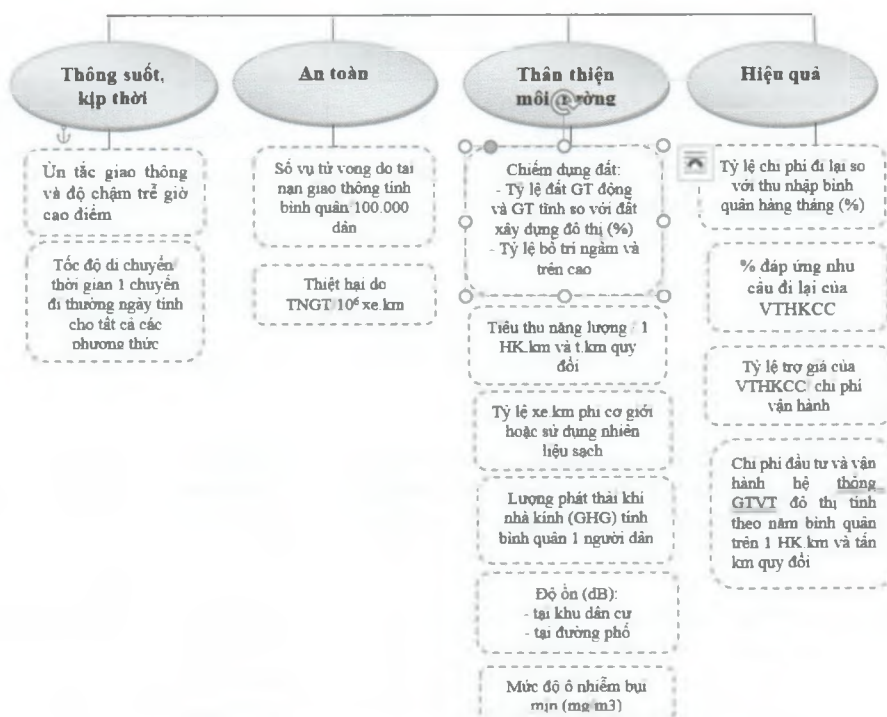 Thông suốt,
kịp thời
Ùn tắc giao thông
và độ chậm trễ giờ
cao điểm
Tốc độ di chuyển
thời gian 1 chuyến
đi thường ngày tính
cho tất cả các
phương thức
An toàn
Số vụ tử vong do tai
nạn giao thông tính
bình quân 100.000
dân
Thiệt hại do
TNGT 10⁶ xe.km
Thân thiện
môi trường
Chiếm dụng đất:
- Tỷ lệ đất GT động
và GT tĩnh so với đất
xây dựng đô thị (%)
- Tỷ lệ bố trí ngầm và
trên cao
Tiêu thu năng lượng / 1
HK.km và t.km quy
đổi
Tỷ lệ xe.km phi cơ giới
hoặc sử dụng nhiên
liệu sạch
Lượng phát thải khí
nhà kính (GHG) tính
bình quân 1 người dân
Độ ồn (dB):
- tại khu dân cư
- tại đường phố
Mức độ ô nhiễm bụi
mịn (mg/m3)
Hiệu quả
Tỷ lệ chi phí đi lại so
với thu nhập bình
quân hàng tháng (%)
% đáp ứng nhu
cầu đi lại của
VTHKCC
Tỷ lệ trợ giá của
VTHKCC/ chi phí
vận hành
Chi phí đầu tư và vận
hành hệ thống
GTVT đô thị tính
theo năm bình quân
trên 1 HK.km và tấn
km quy đổi